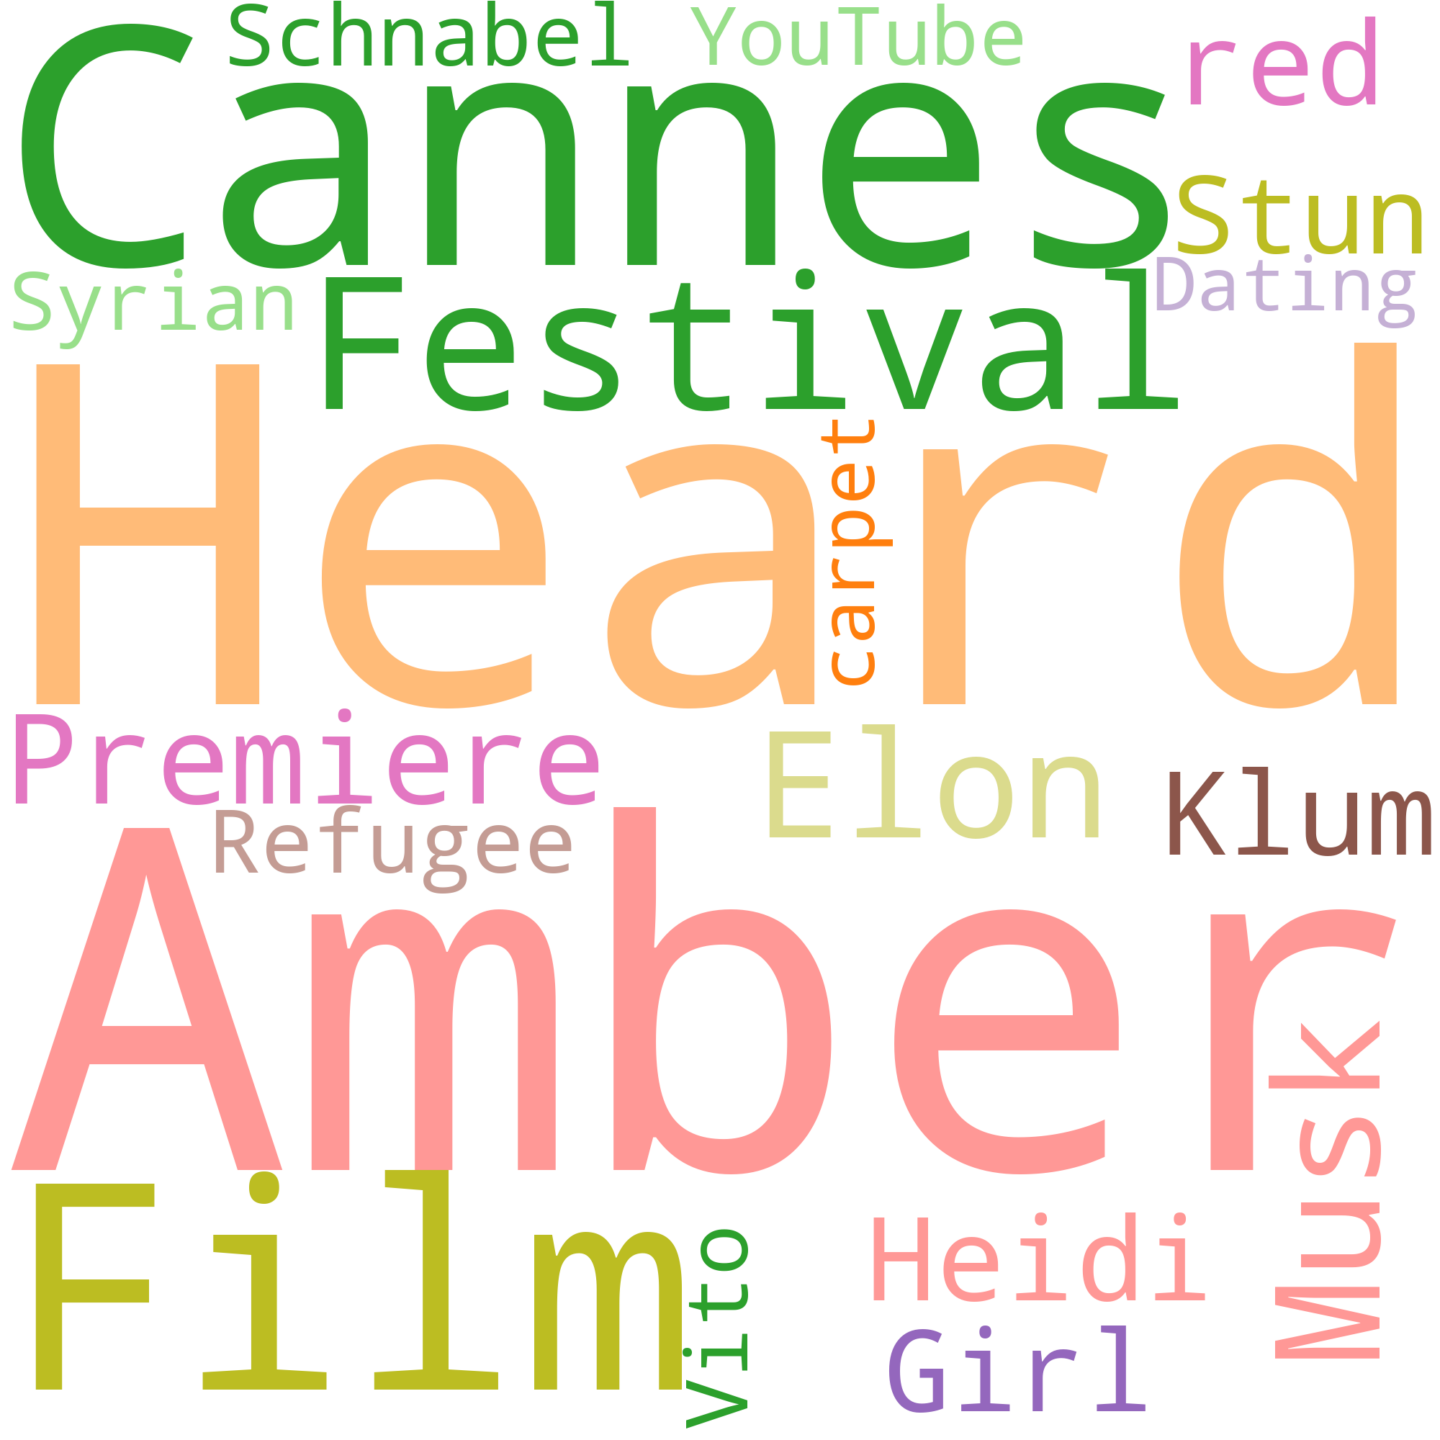 Schnabel
YouTube
red
Cannes
Stun
Syrian
Festival
Dating
Heard
carpet
Premiere
Elon
Klum
Refugee
Amber
Musk
Film
Vito
Heidi
Girl